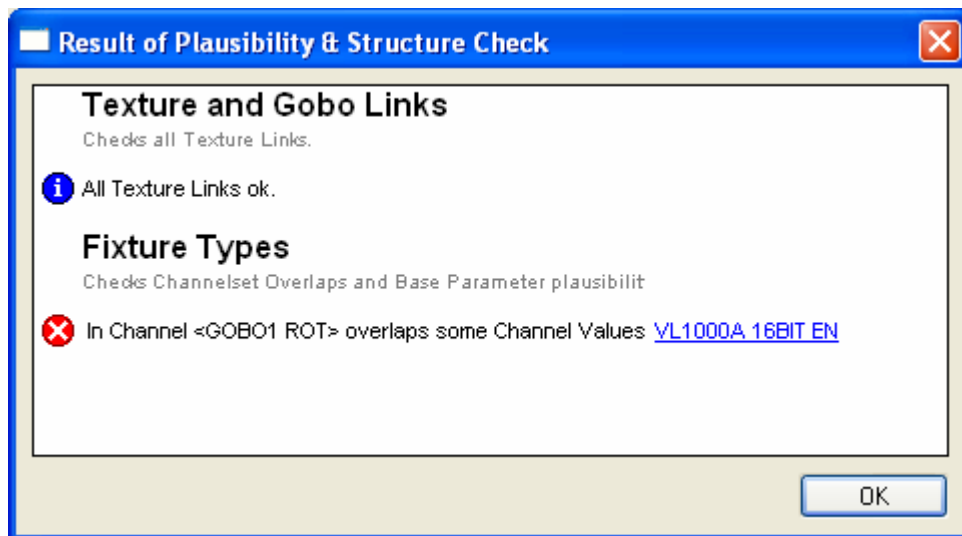 Result of Plausibility & Structure Check
Texture and Gobo Links
Checks all Texture Links.
All Texture Links ok.
Fixture Types
Checks Channelset Overlaps and Base Parameter plausibilit
In Channel <GOBO1 ROT> overlaps some Channel Values VL1000A 16BIT EN
OK